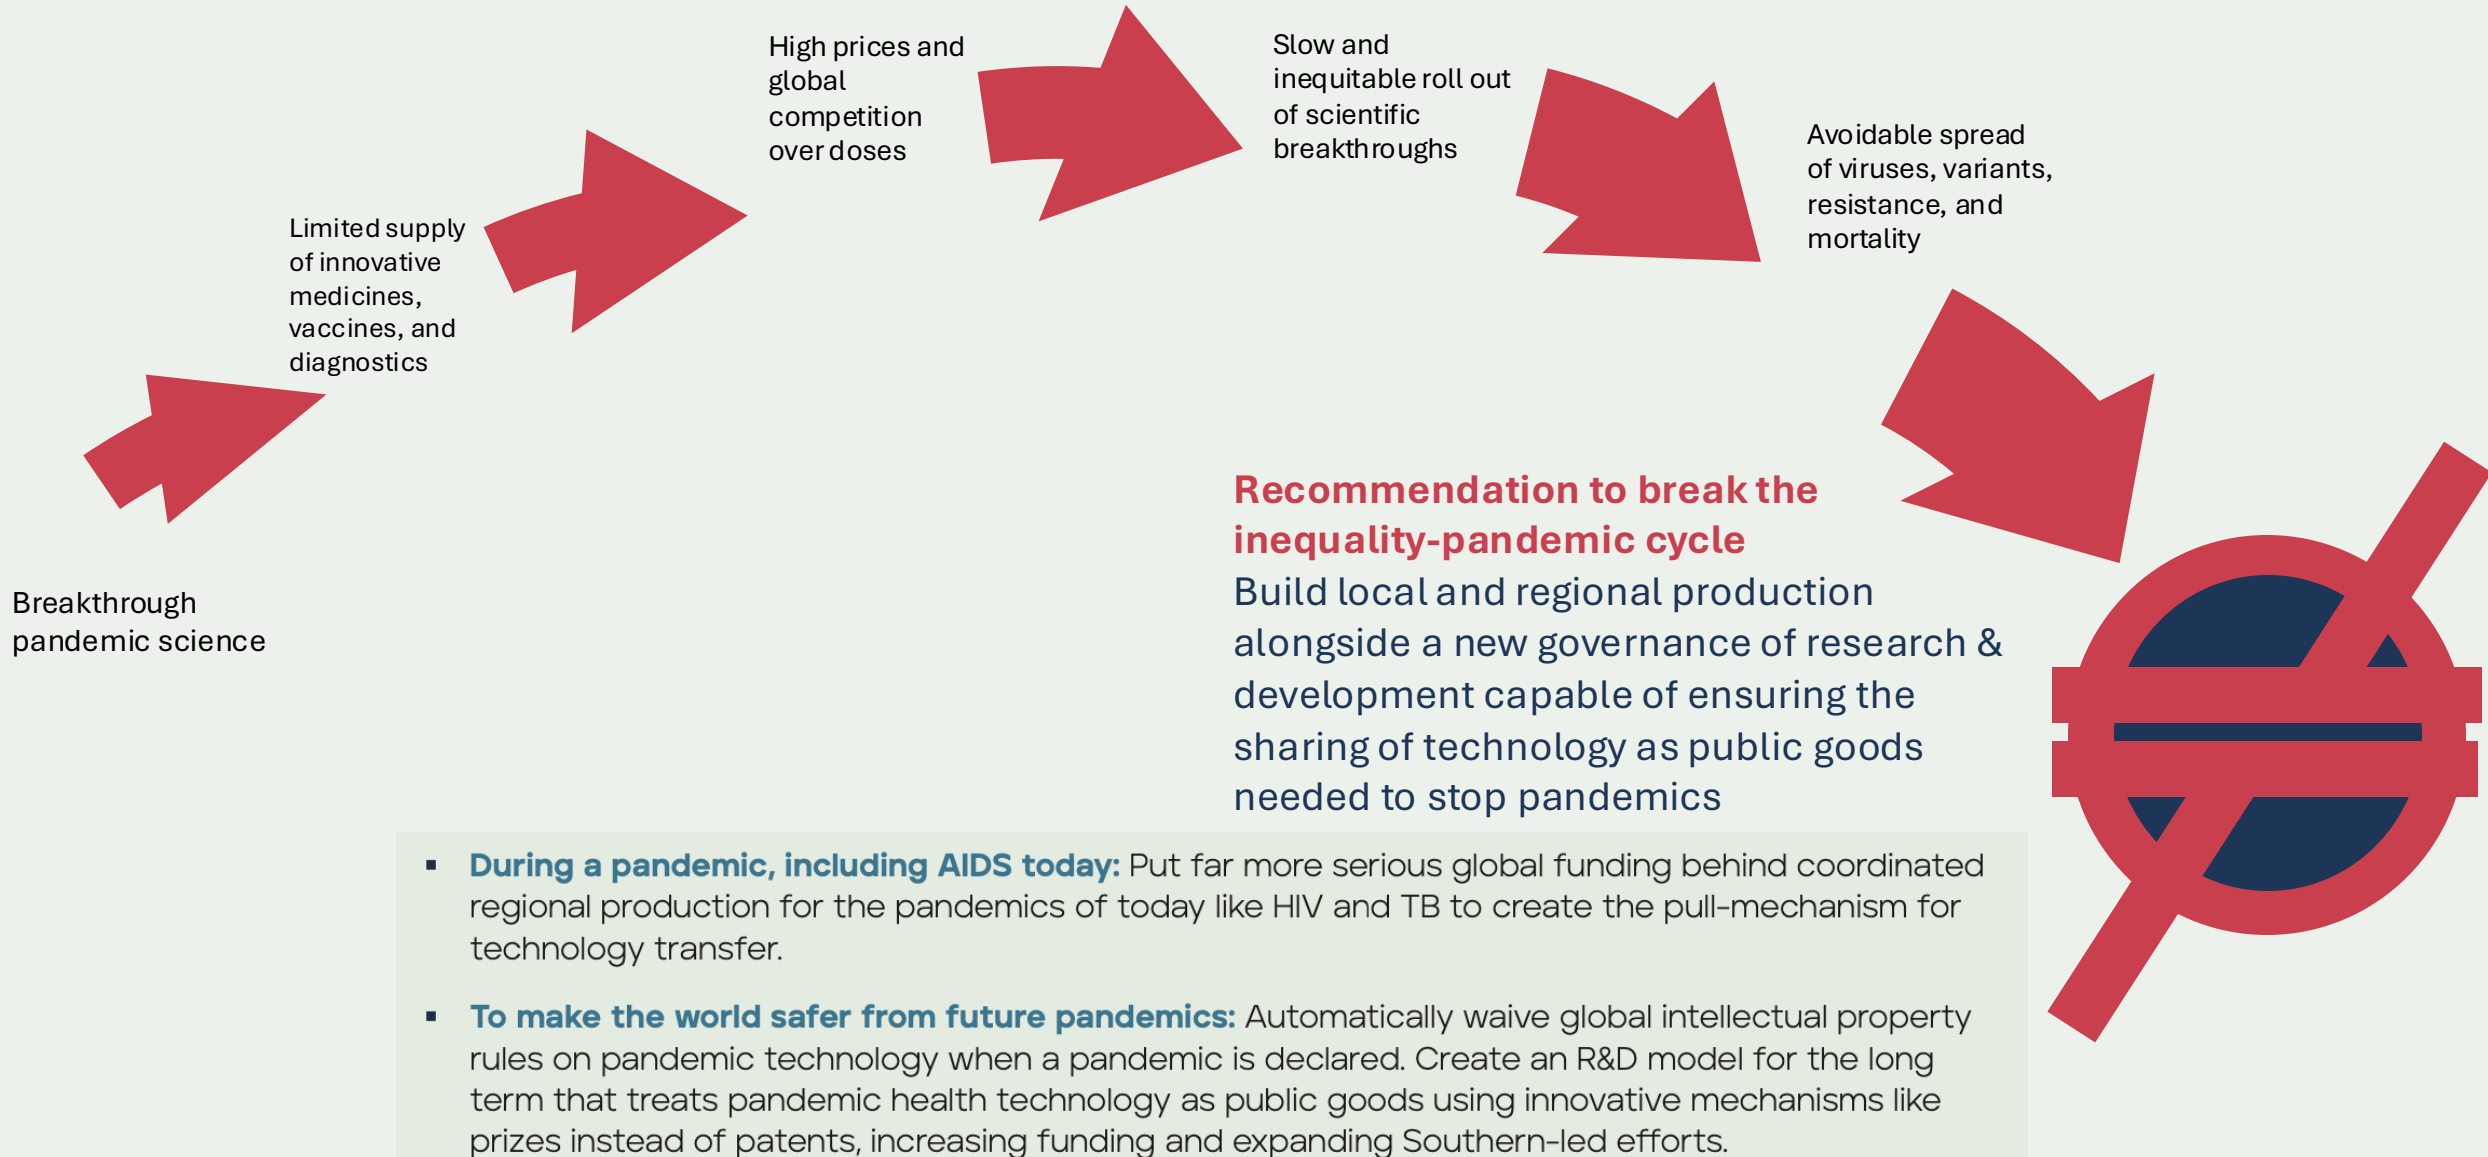 Breakthrough
pandemic science
Limited supply
of innovative
medicines,
vaccines, and
diagnostics
High prices and
global
competition
over doses
Slow and
inequitable roll out
of scientific
breakthroughs
Avoidable spread
of viruses, variants,
resistance, and
mortality
Recommendation to break the
inequality-pandemic cycle
Build local and regional production
alongside a new governance of research &
development capable of ensuring the
sharing of technology as public goods
needed to stop pandemics
▪ During a pandemic, including AIDS today: Put far more serious global funding behind coordinated
regional production for the pandemics of today like HIV and TB to create the pull-mechanism for
technology transfer.
▪ To make the world safer from future pandemics: Automatically waive global intellectual property
rules on pandemic technology when a pandemic is declared. Create an R&D model for the long
term that treats pandemic health technology as public goods using innovative mechanisms like
prizes instead of patents, increasing funding and expanding Southern-led efforts.